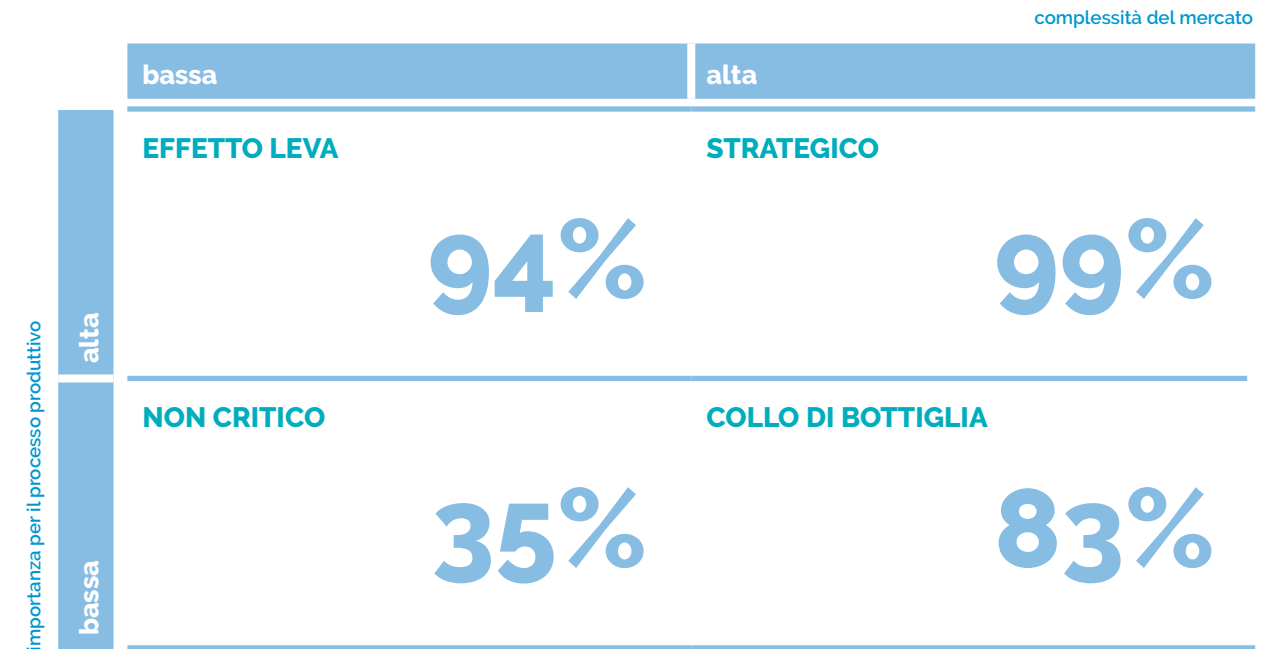 complessità del mercato
bassa
alta
EFFETTO LEVA
STRATEGICO
94%
99%
alta
importanza per il processo produttivo
NON CRITICO
COLLO DI BOTTIGLIA
35%
83%
bassa